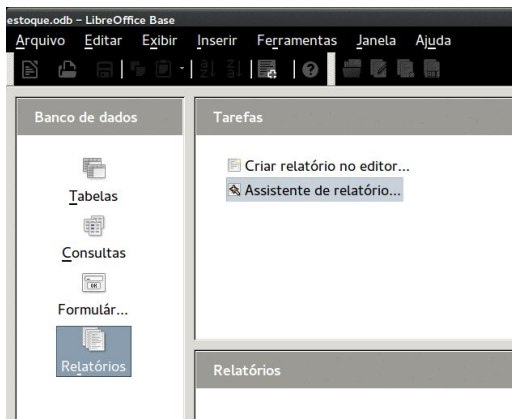 estoque.odb – LibreOffice Base
Arquivo Editar Exibir Inserir Ferramentas Janela Ajuda
Banco de dados
Tabelas
Consultas
Formulár...
Relatórios
Tarefas
Criar relatório no editor...
Assistente de relatório...
Relatórios